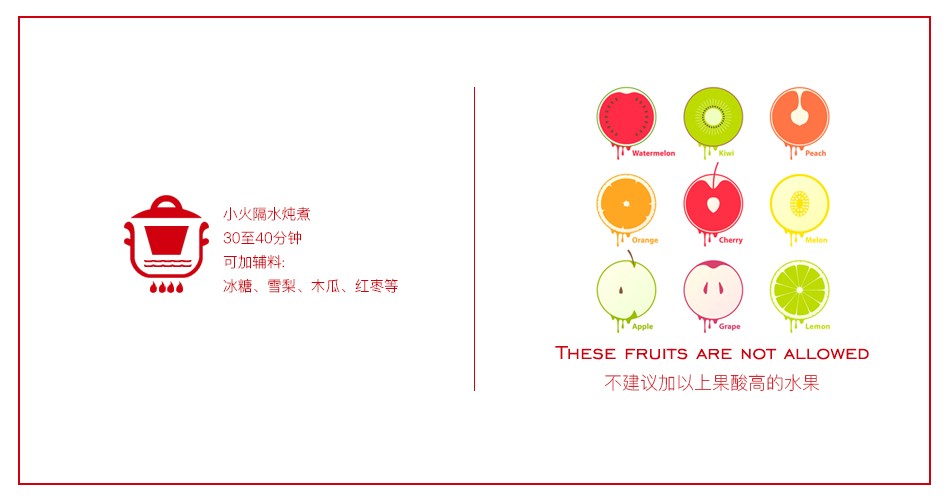 小火隔水炖煮
30至40分钟
可加辅料:
冰糖、雪梨、木瓜、红枣等
Watermelon
Kiwi
Peach
Orange
Cherry
Melon
Apple
Grape
Lemon
THESE FRUITS ARE NOT ALLOWED
不建议加以上果酸高的水果